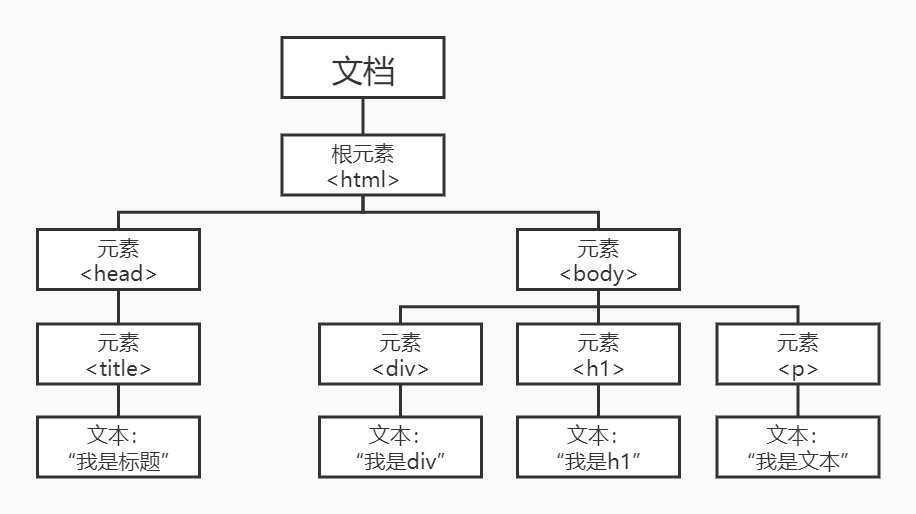 文档
根元素
<html>
元素
<head>
元素
<body>
元素
<title>
元素
<div>
元素
<h1>
元素
<p>
文本：
“我是标题”
文本：
“我是div”
文本：
“我是h1”
文本：
“我是文本”